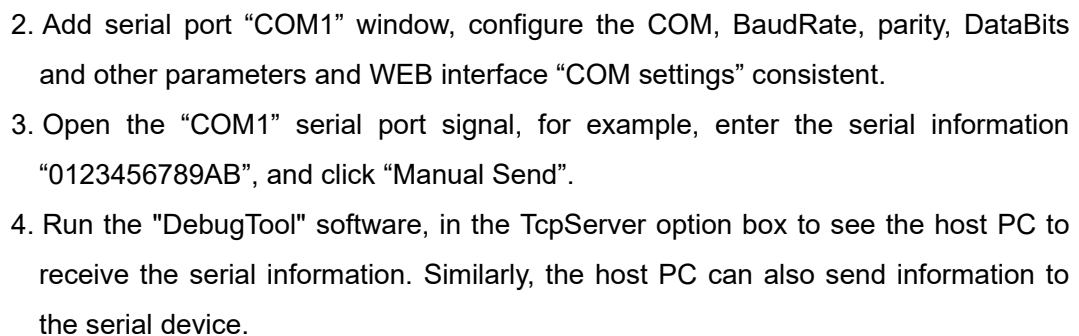 2. Add serial port “COM1” window, configure the COM, BaudRate, parity, DataBits
and other parameters and WEB interface “COM settings” consistent.
3. Open the “COM1” serial port signal, for example, enter the serial information
“0123456789AB”, and click “Manual Send”.
4. Run the "DebugTool" software, in the TcpServer option box to see the host PC to
receive the serial information. Similarly, the host PC can also send information to
the serial device.